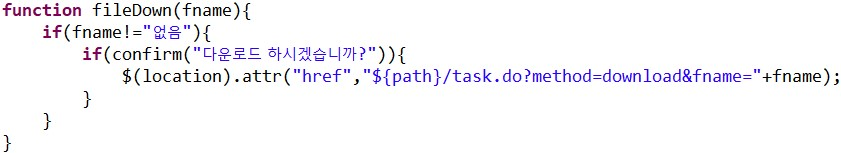 function fileDown(fname){
    if(fname!="없음"){
        if(confirm("다운로드 하시겠습니까?")){
            $(location).attr("href","${path}/task.do?method=download&fname="+fname);
        }
    }
}